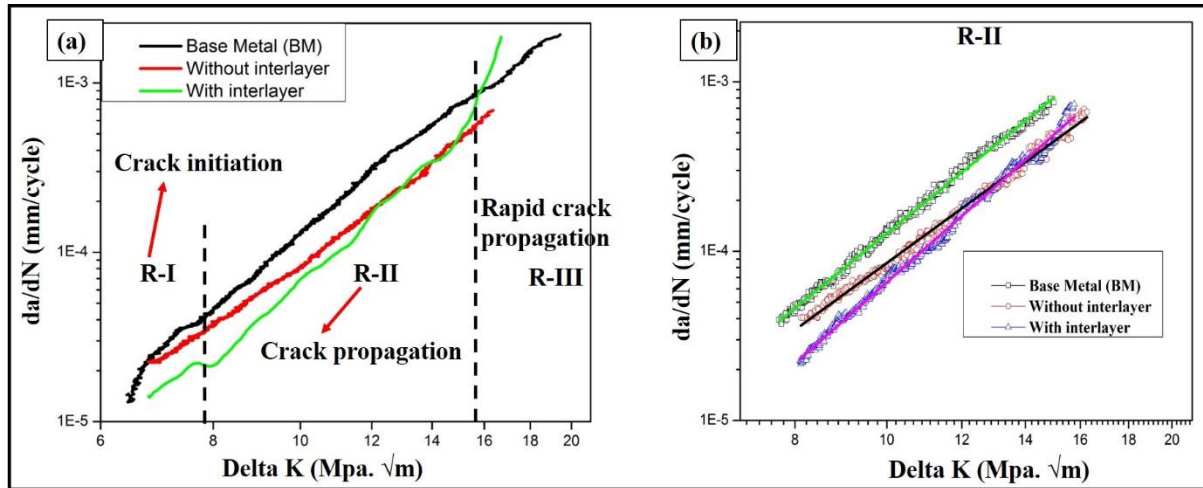 (a)
Base Metal (BM)
Without interlayer
With interlayer
1E-3
1E-4
1E-5
da/dN (mm/cycle)
Crack initiation
R-I
R-II
Crack propagation
Rapid crack
propagation
R-III
6
8
10
12
14
16
18
20
Delta K (Mpa. √m)
(b)
R-II
1E-3
1E-4
1E-5
da/dN (mm/cycle)
Base Metal (BM)
Without interlayer
With interlayer
8
10
12
14
16
18
20
Delta K (Mpa. √m)